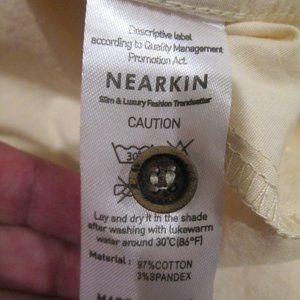 Descriptive label
according to Quality Management
Promotion Act.
NEARKIN
Slim & Luxury Fashion Trendsetter
CAUTION
30
Lay and dry it in the shade
after washing with lukewarm
water around 30°C(86°F)
Material : 97%COTTON
3%SPANDEX